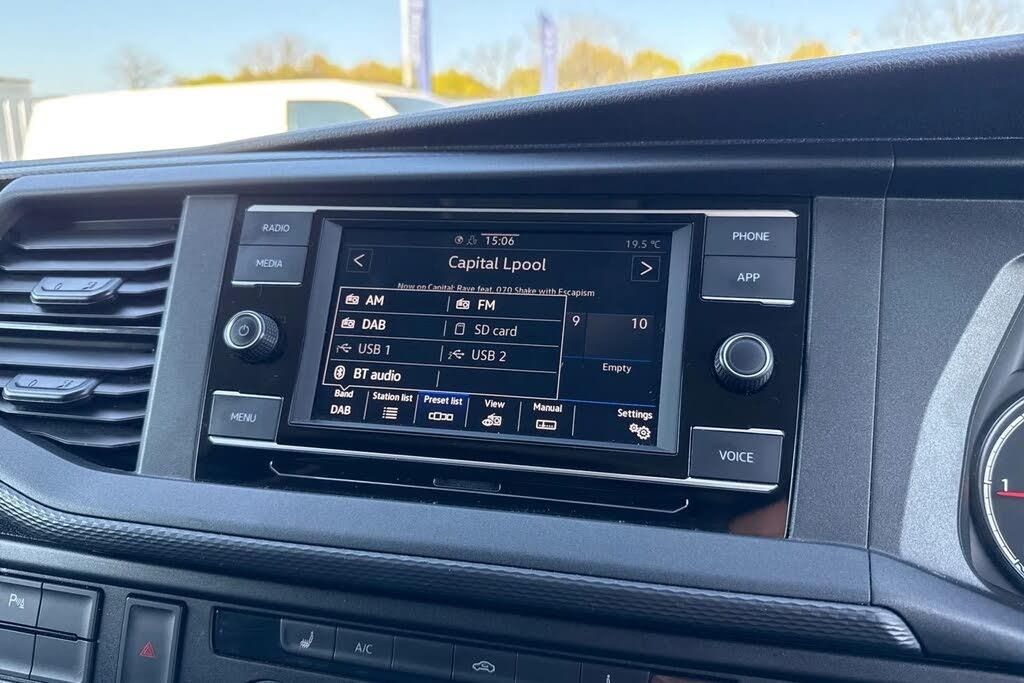 RADIO
MEDIA
MENU
15:06
19.5 °C
<
Capital Lpool
>
Now on Capital: Raye feat. 070 Shake with Escapism
AM
FM
DAB
SD card
USB 1
USB 2
BT audio
9
10
Empty
Band
DAB
Station list
Preset list
View
Manual
Settings
PHONE
APP
VOICE
1
A/C